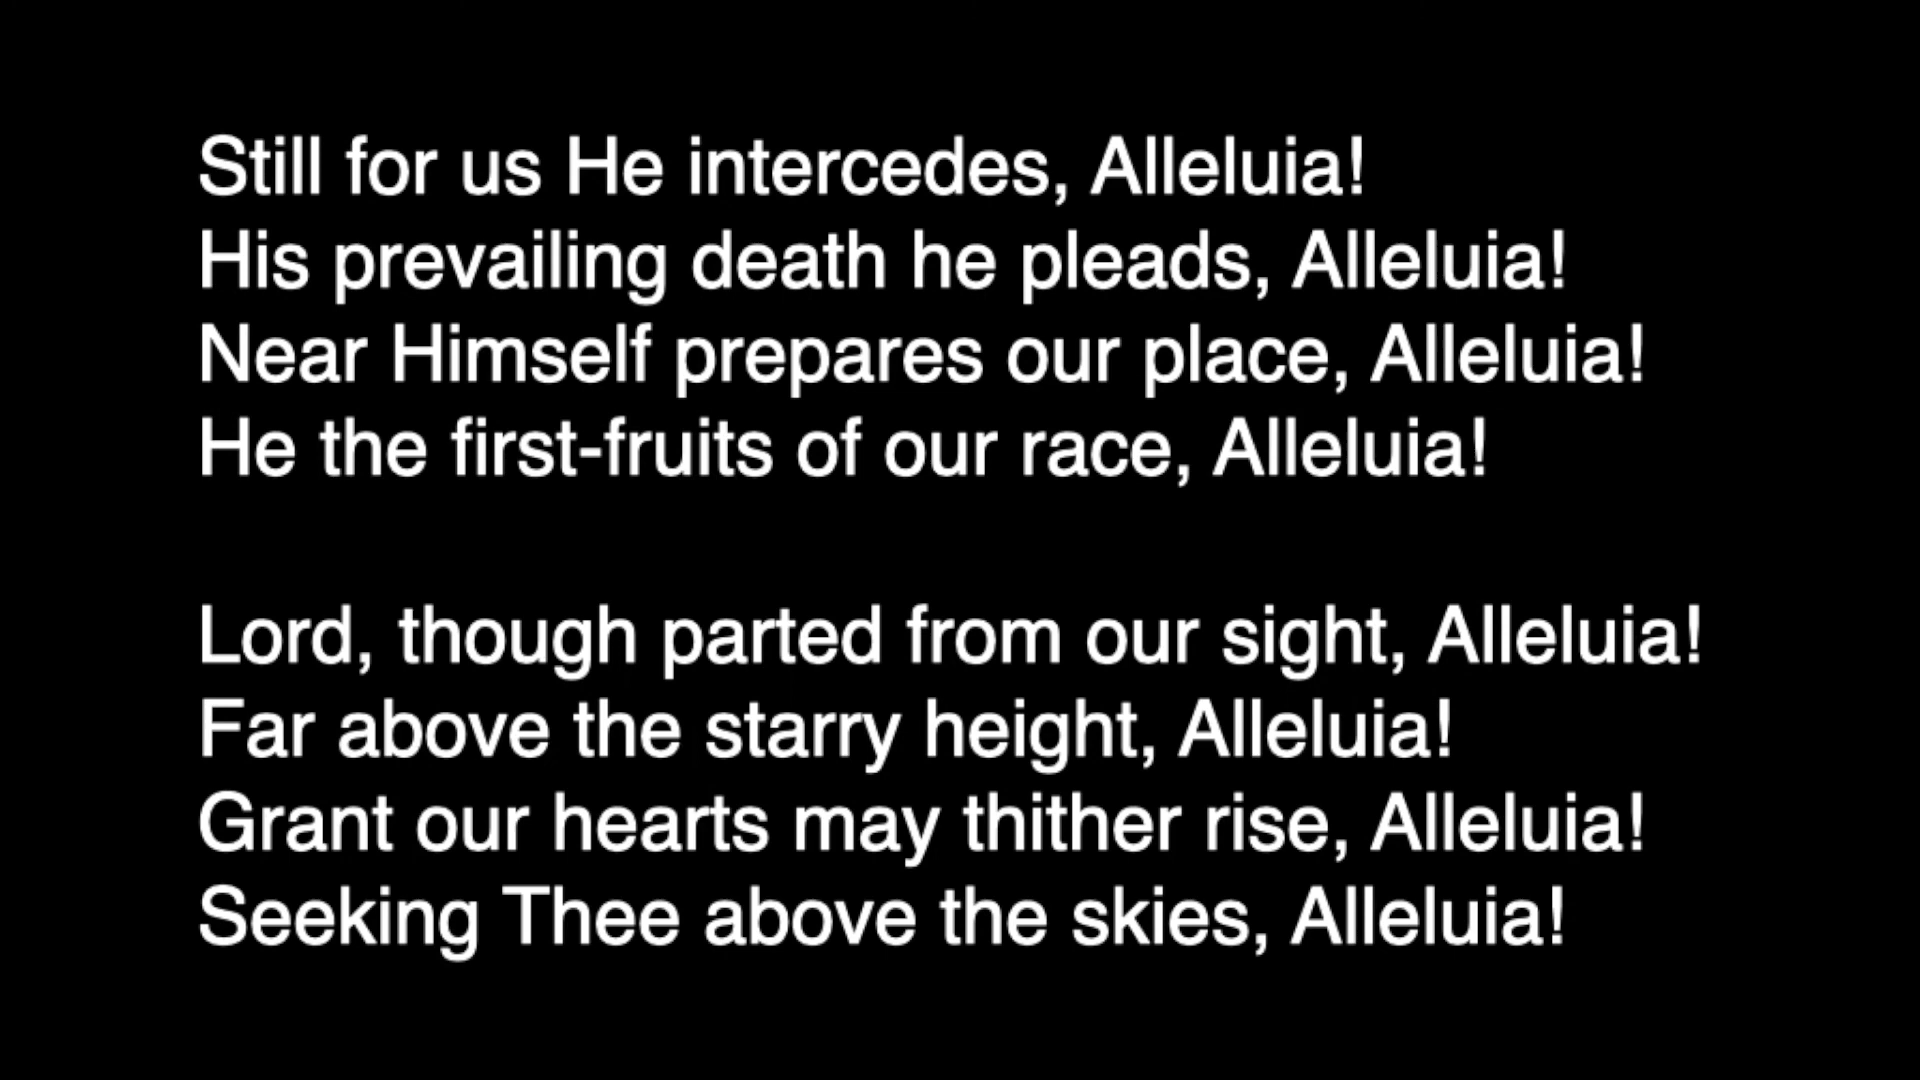 Still for us He intercedes, Alleluia!
His prevailing death he pleads, Alleluia!
Near Himself prepares our place, Alleluia!
He the first-fruits of our race, Alleluia!
Lord, though parted from our sight, Alleluia!
Far above the starry height, Alleluia!
Grant our hearts may thither rise, Alleluia!
Seeking Thee above the skies, Alleluia!